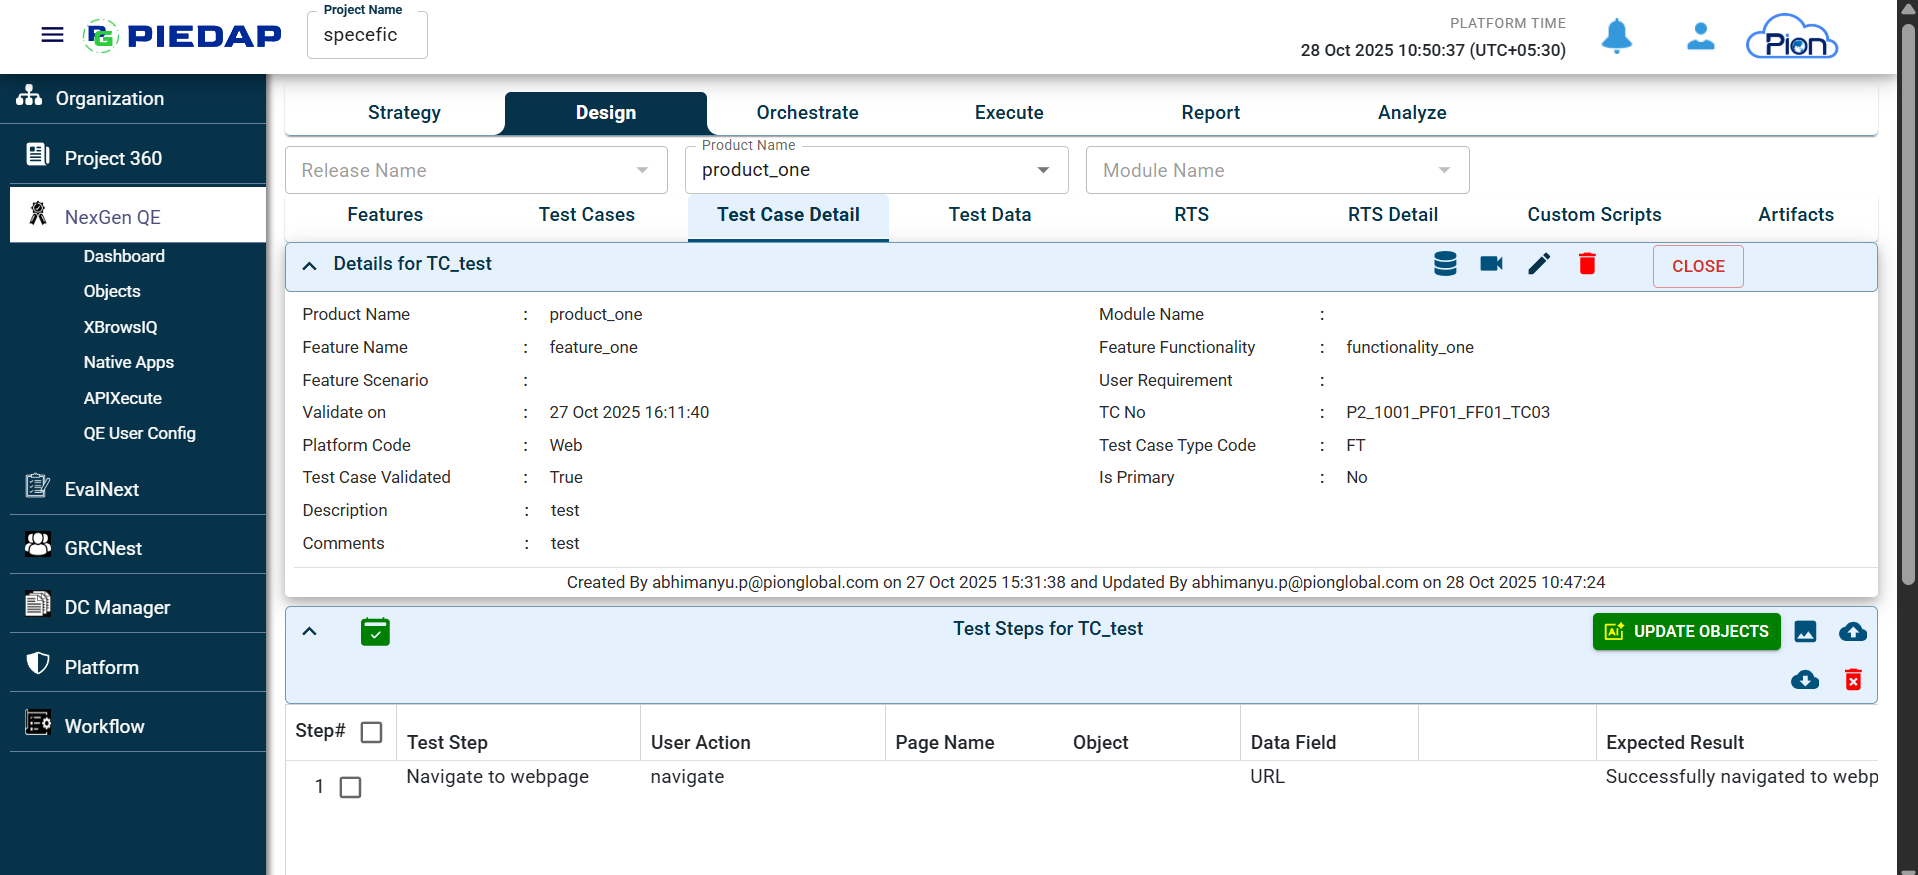 PIEDAP
Project Name
specefic
PLATFORM TIME
28 Oct 2025 10:50:37 (UTC+05:30)
Pion
Organization
Project 360
NexGen QE
Dashboard
Objects
XBrowsIQ
Native Apps
APIXecute
QE User Config
EvalNext
GRCNest
DC Manager
Platform
Workflow
Strategy Design Orchestrate Execute Report Analyze
Release Name
Product Name
product_one
Module Name
Features Test Cases Test Case Detail Test Data RTS RTS Detail Custom Scripts Artifacts
Details for TC_test
CLOSE
Product Name : product_one Module Name :
Feature Name : feature_one Feature Functionality : functionality_one
Feature Scenario : User Requirement :
Validate on : 27 Oct 2025 16:11:40 TC No : P2_1001_PF01_FF01_TC03
Platform Code : Web Test Case Type Code : FT
Test Case Validated : True Is Primary : No
Description : test
Comments : test
Created By abhimanyu.p@pionglobal.com on 27 Oct 2025 15:31:38 and Updated By abhimanyu.p@pionglobal.com on 28 Oct 2025 10:47:24
Test Steps for TC_test
AI UPDATE OBJECTS
Step# Test Step User Action Page Name Object Data Field Expected Result
1 Navigate to webpage navigate URL Successfully navigated to webp